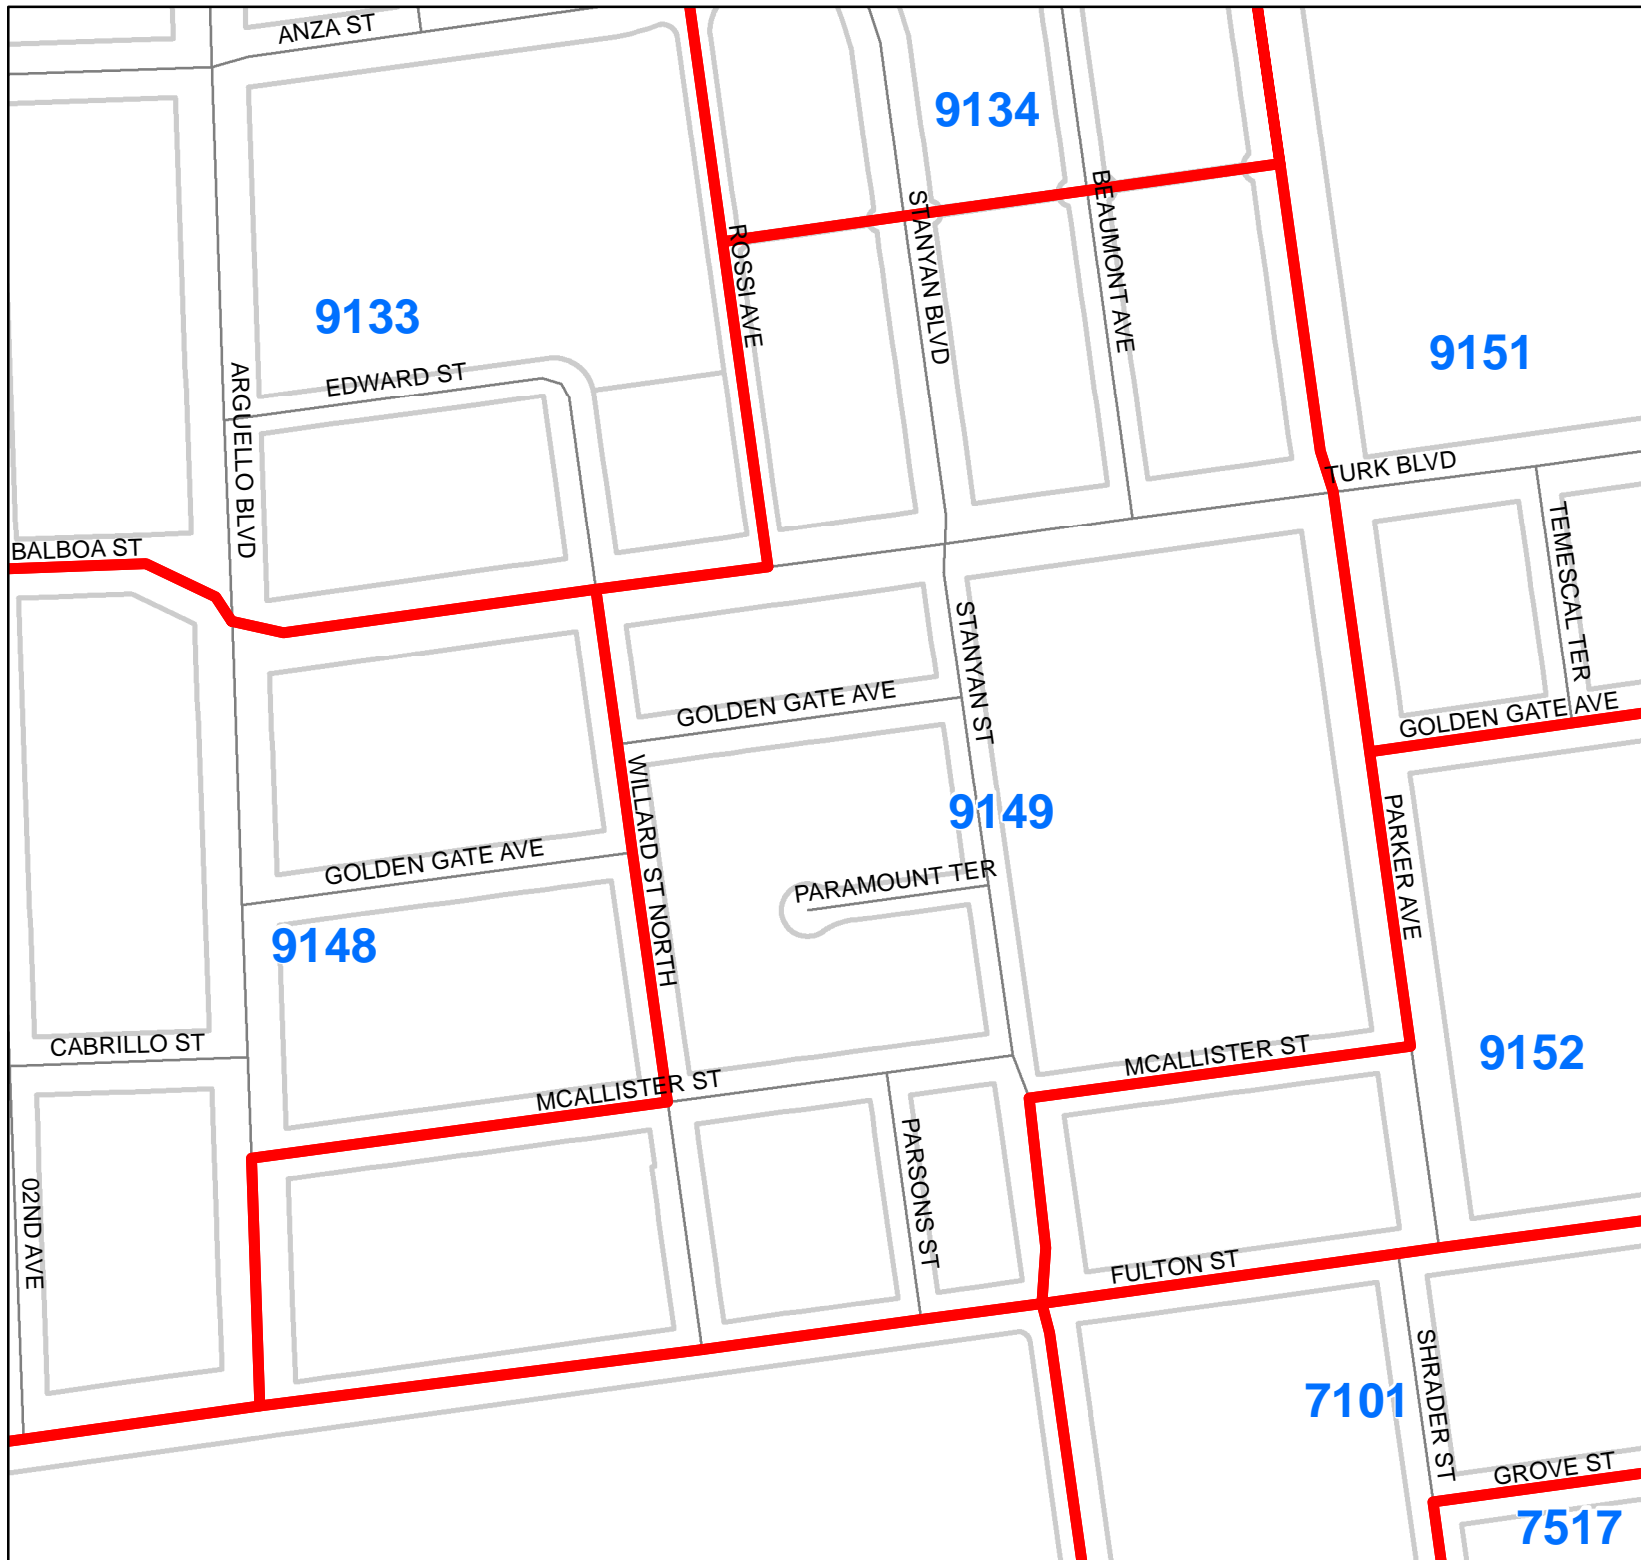 ANZA ST
9134
BEAUMONT AVE
STANYAN BLVD
ROSSI AVE
9133
9151
EDWARD ST
ARGUELLO BLVD
TURK BLVD
TEMESCAL TER
BALBOA ST
STANYAN ST
GOLDEN GATE AVE
GOLDEN GATE AVE
WILLARD ST NORTH
9149
PARKER AVE
GOLDEN GATE AVE
PARAMOUNT TER
9148
CABRILLO ST
MCALLISTER ST
9152
MCALLISTER ST
PARSONS ST
02ND AVE
FULTON ST
SHRADER ST
7101
GROVE ST
7517